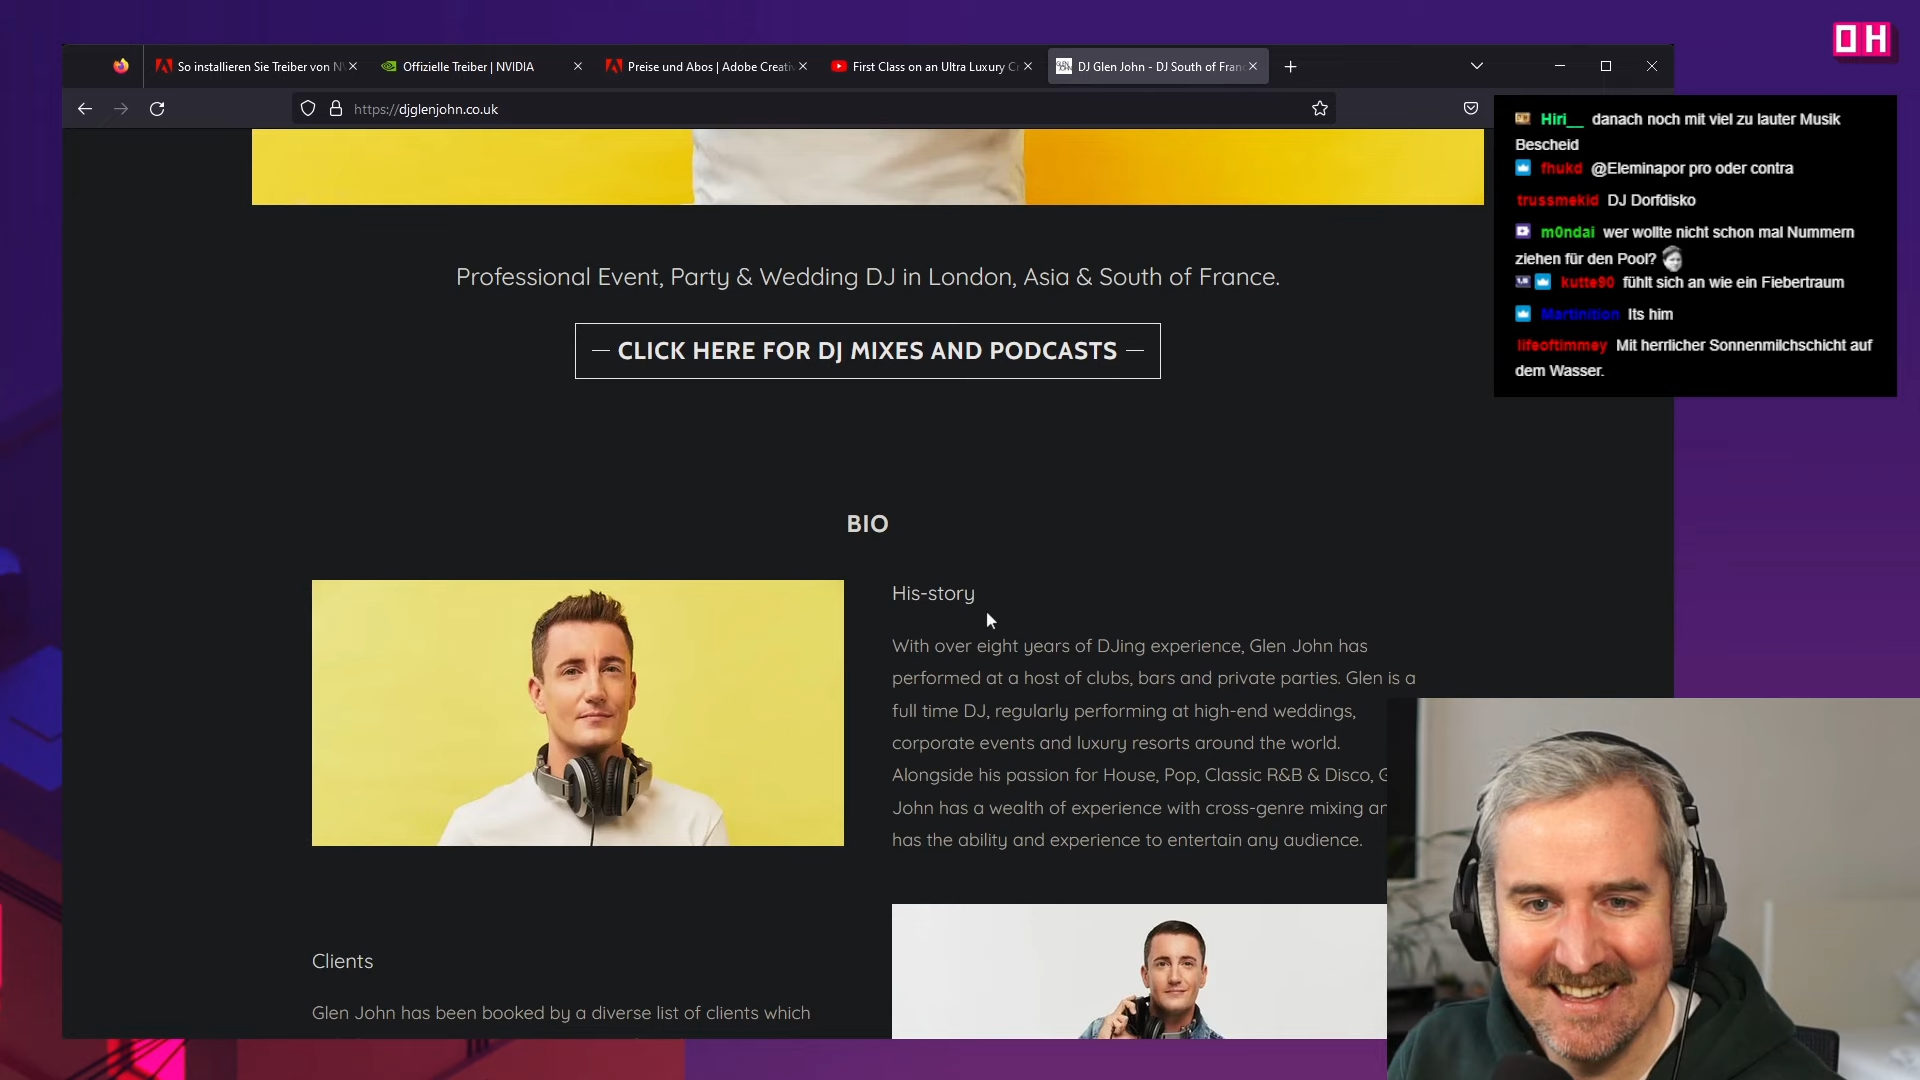 OH
So installieren Sie Treiber von NV
Offizielle Treiber | NVIDIA
Preise und Abos | Adobe Creativ
First Class on an Ultra Luxury Cr
DJ Glen John - DJ South of Franc
https://djglenjohn.co.uk
Professional Event, Party & Wedding DJ in London, Asia & South of France.
— CLICK HERE FOR DJ MIXES AND PODCASTS —
BIO
His-story
With over eight years of DJing experience, Glen John has
performed at a host of clubs, bars and private parties. Glen is a
full time DJ, regularly performing at high-end weddings,
corporate events and luxury resorts around the world.
Alongside his passion for House, Pop, Classic R&B & Disco, G
John has a wealth of experience with cross-genre mixing an
has the ability and experience to entertain any audience.
Clients
Glen John has been booked by a diverse list of clients which
Hiri__ danach noch mit viel zu lauter Musik
Bescheid
fhukd @Eleminapor pro oder contra
trussmekid DJ Dorfdisko
m0ndai wer wollte nicht schon mal Nummern
ziehen für den Pool?
kutte90 fühlt sich an wie ein Fiebertraum
Martinition Its him
lifeoftimmey Mit herrlicher Sonnenmilchschicht auf
dem Wasser.